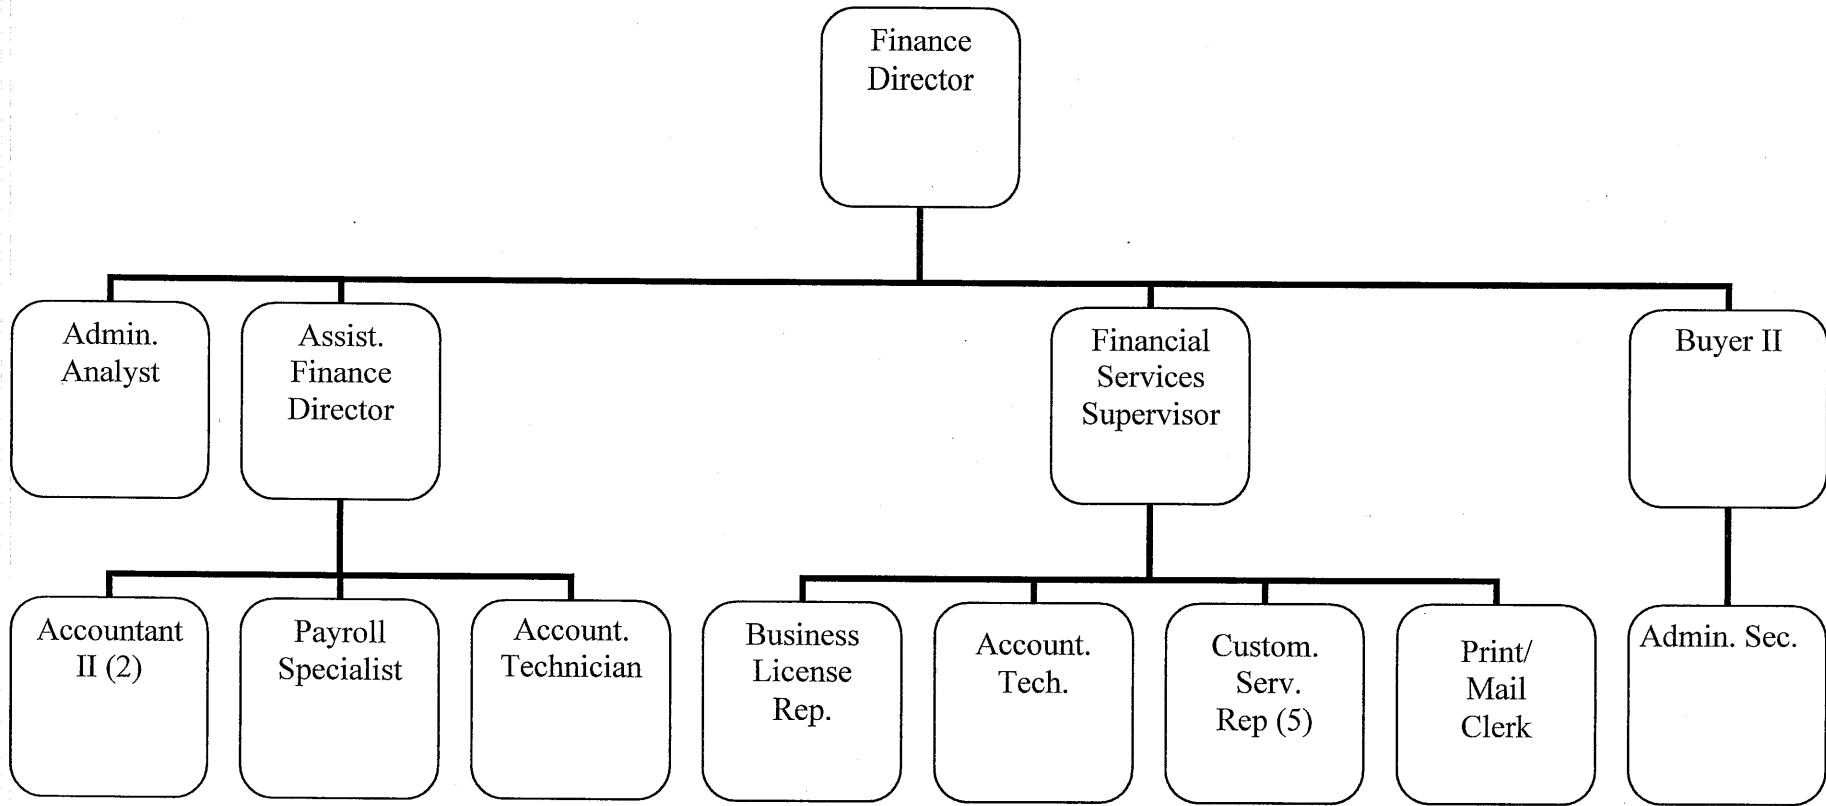 Finance
Director
Admin.
Analyst
Assist.
Finance
Director
Financial
Services
Supervisor
Buyer II
Accountant
II (2)
Payroll
Specialist
Account.
Technician
Business
License
Rep.
Account.
Tech.
Custom.
Serv.
Rep (5)
Print/
Mail
Clerk
Admin. Sec.